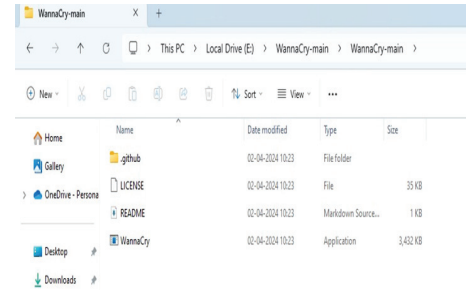 WannaCry-main
This PC > Local Drive (E:) > WannaCry-main > WannaCry-main >
New Sort View
Name Date modified Type Size
Home
Gallery
OneDrive - Persona
Desktop
Downloads
.github 02-04-2024 10:23 File folder
LICENSE 02-04-2024 10:23 File 35 KB
README 02-04-2024 10:23 Markdown Source... 1 KB
WannaCry 02-04-2024 10:23 Application 3,432 KB